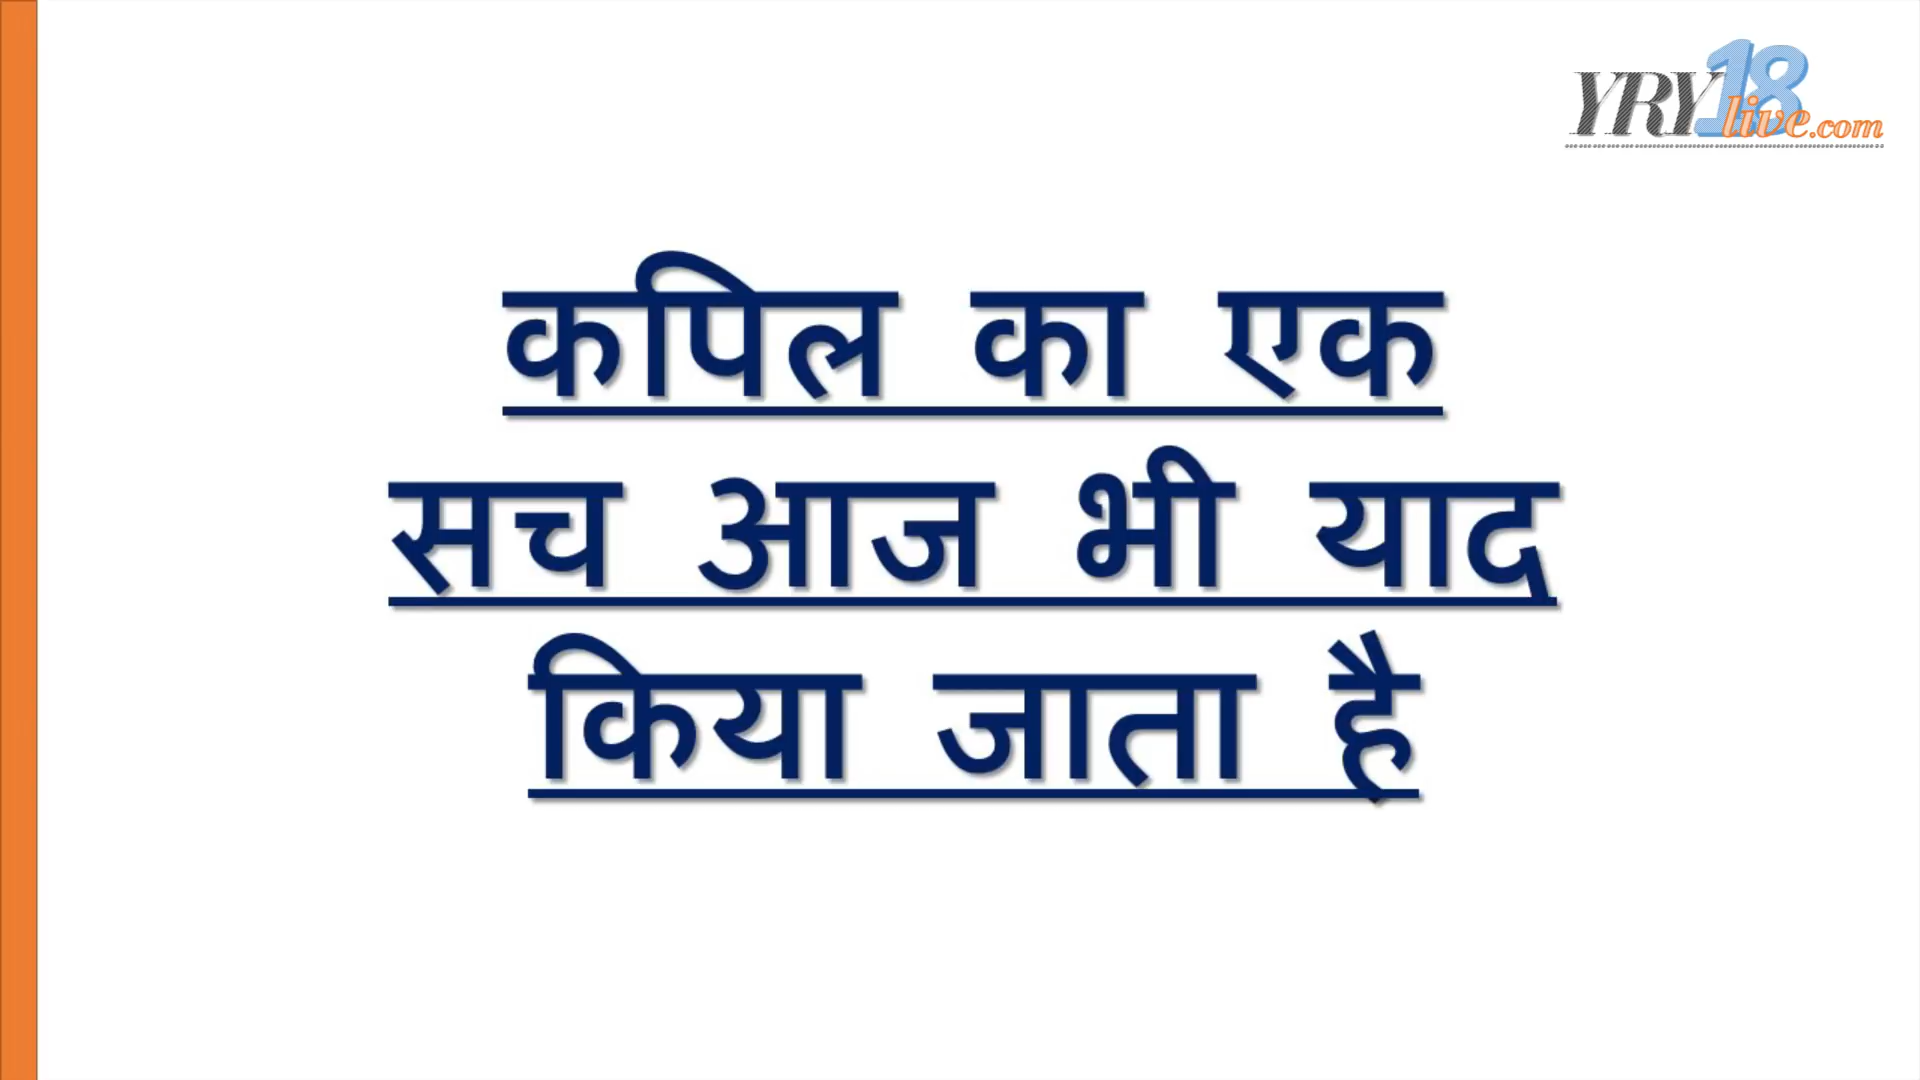 YRY18live.com
कपिल का एक
सच आज भी याद
किया जाता है